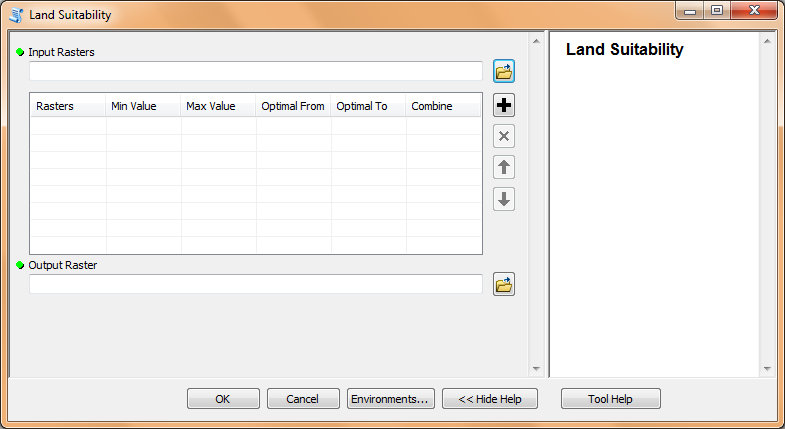 Land Suitability
Land Suitability
Input Rasters
Rasters Min Value Max Value Optimal From Optimal To Combine
Output Raster
OK Cancel Environments... << Hide Help Tool Help